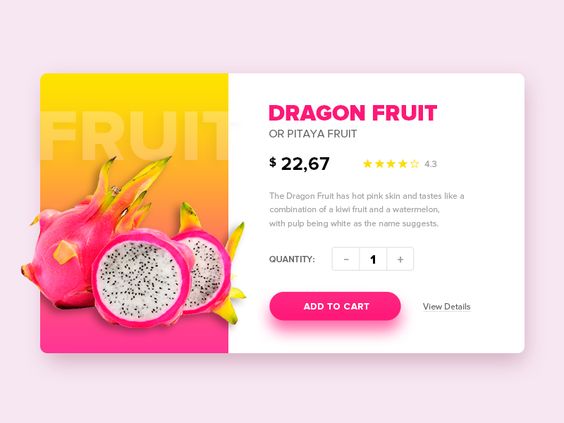 FRUIT
DRAGON FRUIT
OR PITAYA FRUIT
$ 22,67
4.3
The Dragon Fruit has hot pink skin and tastes like a
combination of a kiwi fruit and a watermelon,
with pulp being white as the name suggests.
QUANTITY: - 1 +
ADD TO CART
View Details